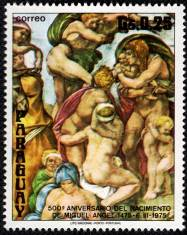 correo
Gs. 0.25
PARAGUAY
500º ANIVERSARIO DEL NACIMIENTO
DE MIGUEL ANGEL 1475 - 6 III - 1975